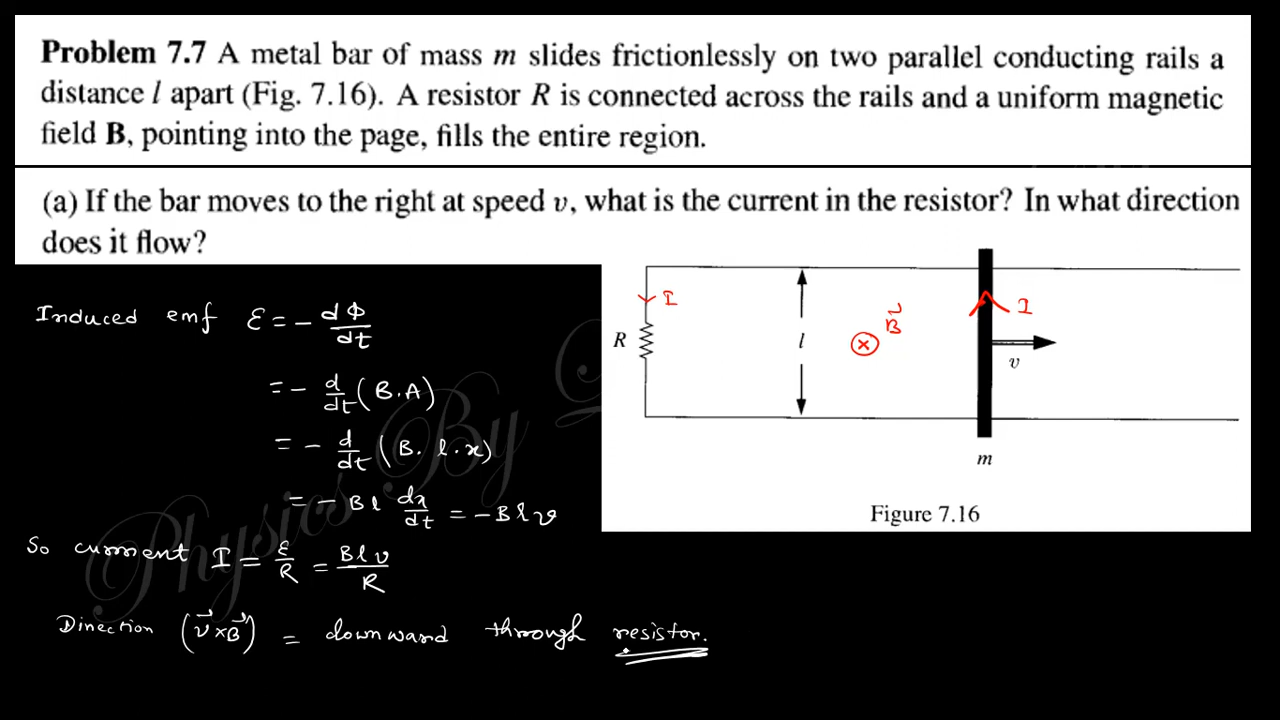 Problem 7.7 A metal bar of mass m slides frictionlessly on two parallel conducting rails a
distance l apart (Fig. 7.16). A resistor R is connected across the rails and a uniform magnetic
field B, pointing into the page, fills the entire region.
(a) If the bar moves to the right at speed v, what is the current in the resistor? In what direction
does it flow?
I
I
B⃗
R
l
v
m
Figure 7.16
Induced emf ℰ = - dΦ/dt
= - d/dt (B.A)
= - d/dt (B. l.x)
= - Bl dx/dt = -Blv
So current I = ℰ/R = Blv/R
Direction (v⃗×B⃗) = downward through resistor.
Physics By